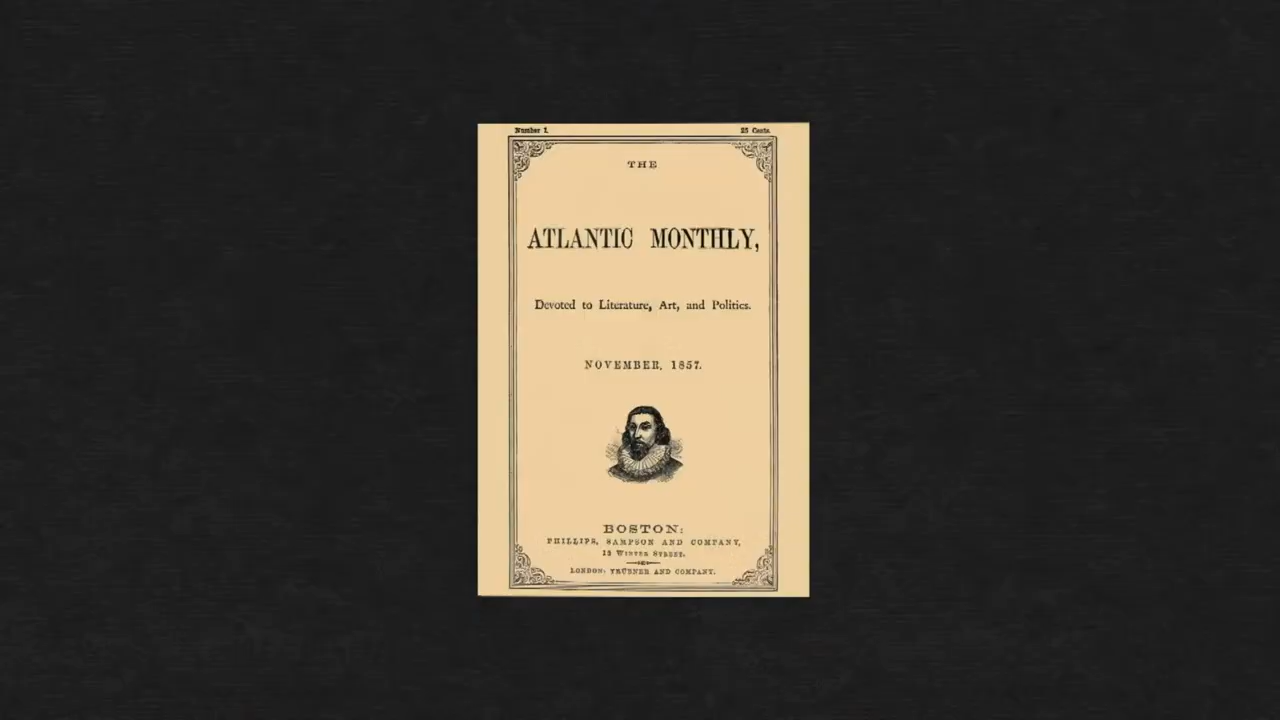 Number I. 25 Cents.
THE
ATLANTIC MONTHLY,
Devoted to Literature, Art, and Politics.
NOVEMBER, 1857.
BOSTON:
PHILLIPS, SAMPSON AND COMPANY,
13 WINTER STREET.
LONDON: TRÜBNER AND COMPANY.